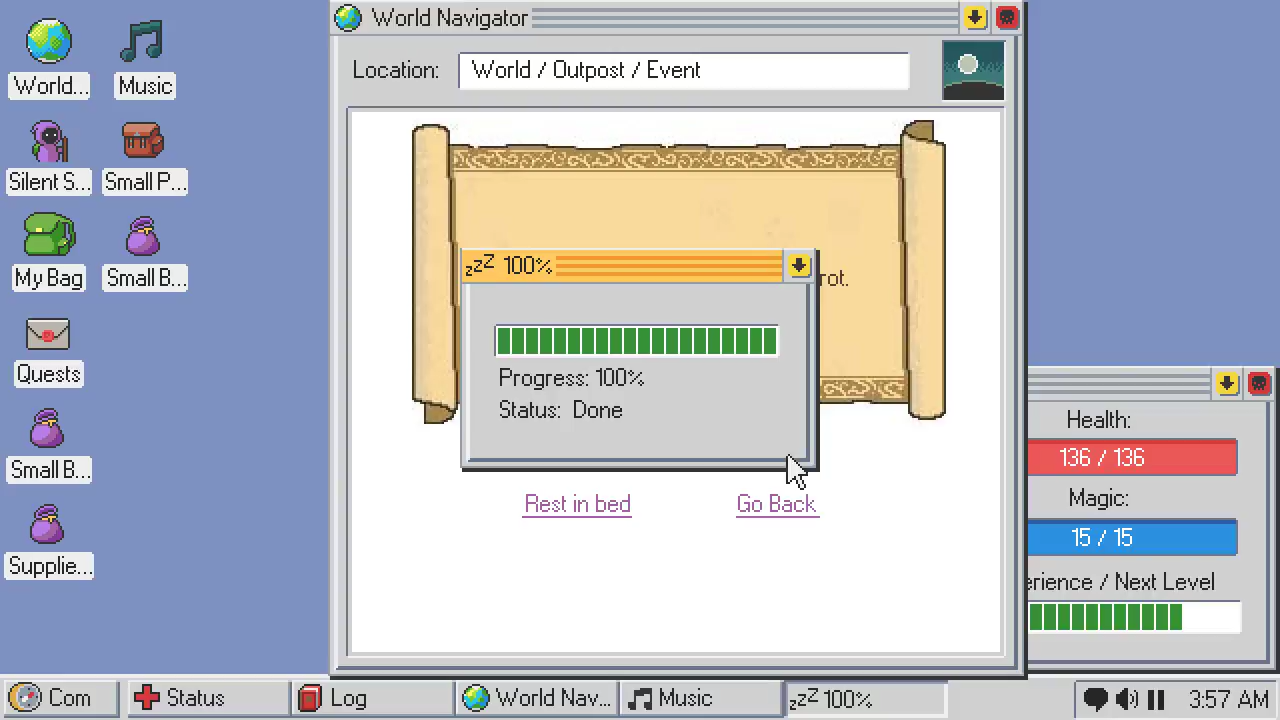 World Navigator
Location: World / Outpost / Event
World...
Music
Silent S...
Small P...
My Bag
Small B...
Quests
Small B...
Supplie...
rot.
zzZ 100%
Progress: 100%
Status: Done
Rest in bed
Go Back
Health:
136 / 136
Magic:
15 / 15
erience / Next Level
Com
Status
Log
World Nav...
Music
zzZ 100%
3:57 AM